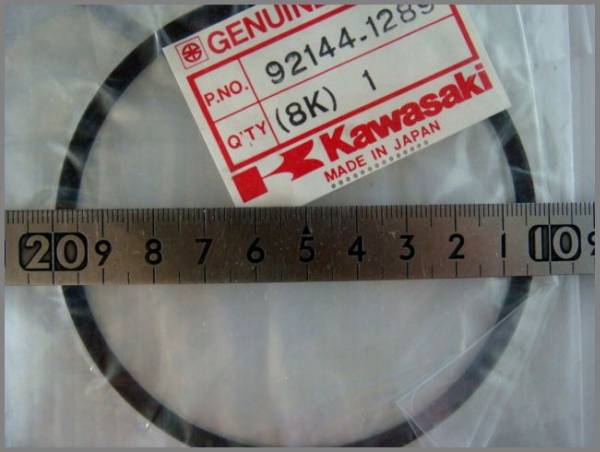 GENUINE
P.NO. 92144-1289
Q'TY (8K) 1
Kawasaki
MADE IN JAPAN
20 9 8 7 6 5 4 3 2 1 10 9